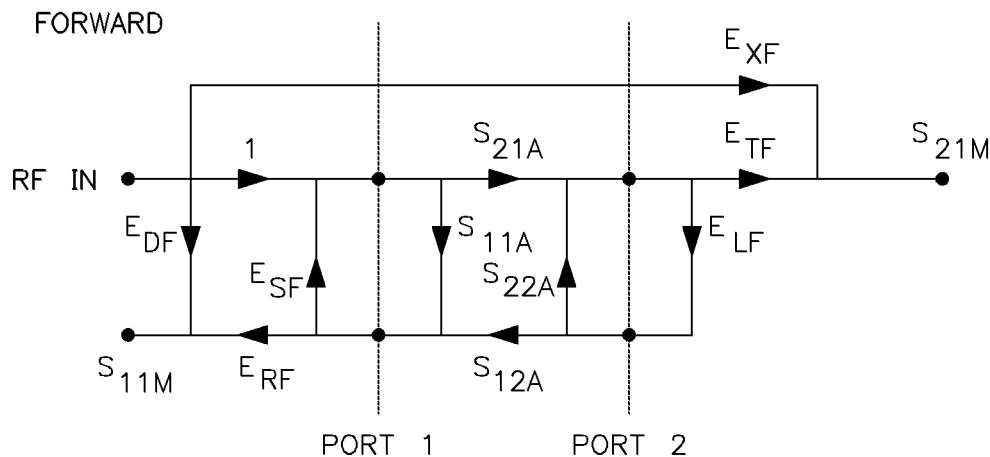 FORWARD
E XF
1
S 21A
E TF
S 21M
RF IN
E DF
S 11A
E LF
E SF
S 22A
S 11M
E RF
S 12A
PORT 1
PORT 2